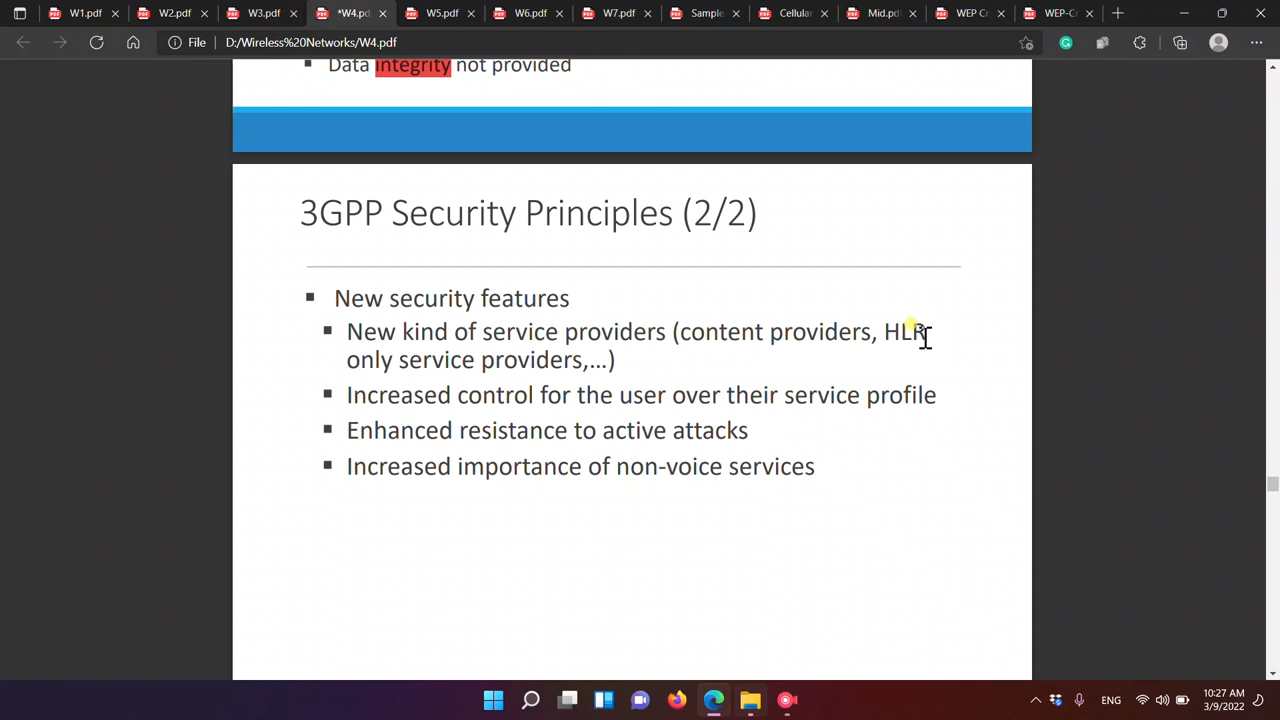 W1.pdf
W2.pdf
W3.pdf
*W4.pd
W5.pdf
W6.pdf
W7.pdf
Sample
Cellular
Mid.pdf
WEP Cr
WEP-Cr
File D:/Wireless%20Networks/W4.pdf
▪ Data integrity not provided
3GPP Security Principles (2/2)
▪ New security features
▪ New kind of service providers (content providers, HLR
only service providers,...)
▪ Increased control for the user over their service profile
▪ Enhanced resistance to active attacks
▪ Increased importance of non-voice services
ENG
10:27 AM
3/9/2022